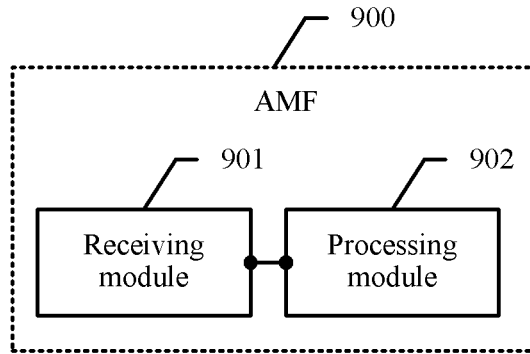 900
AMF
901
902
Receiving
module
Processing
module